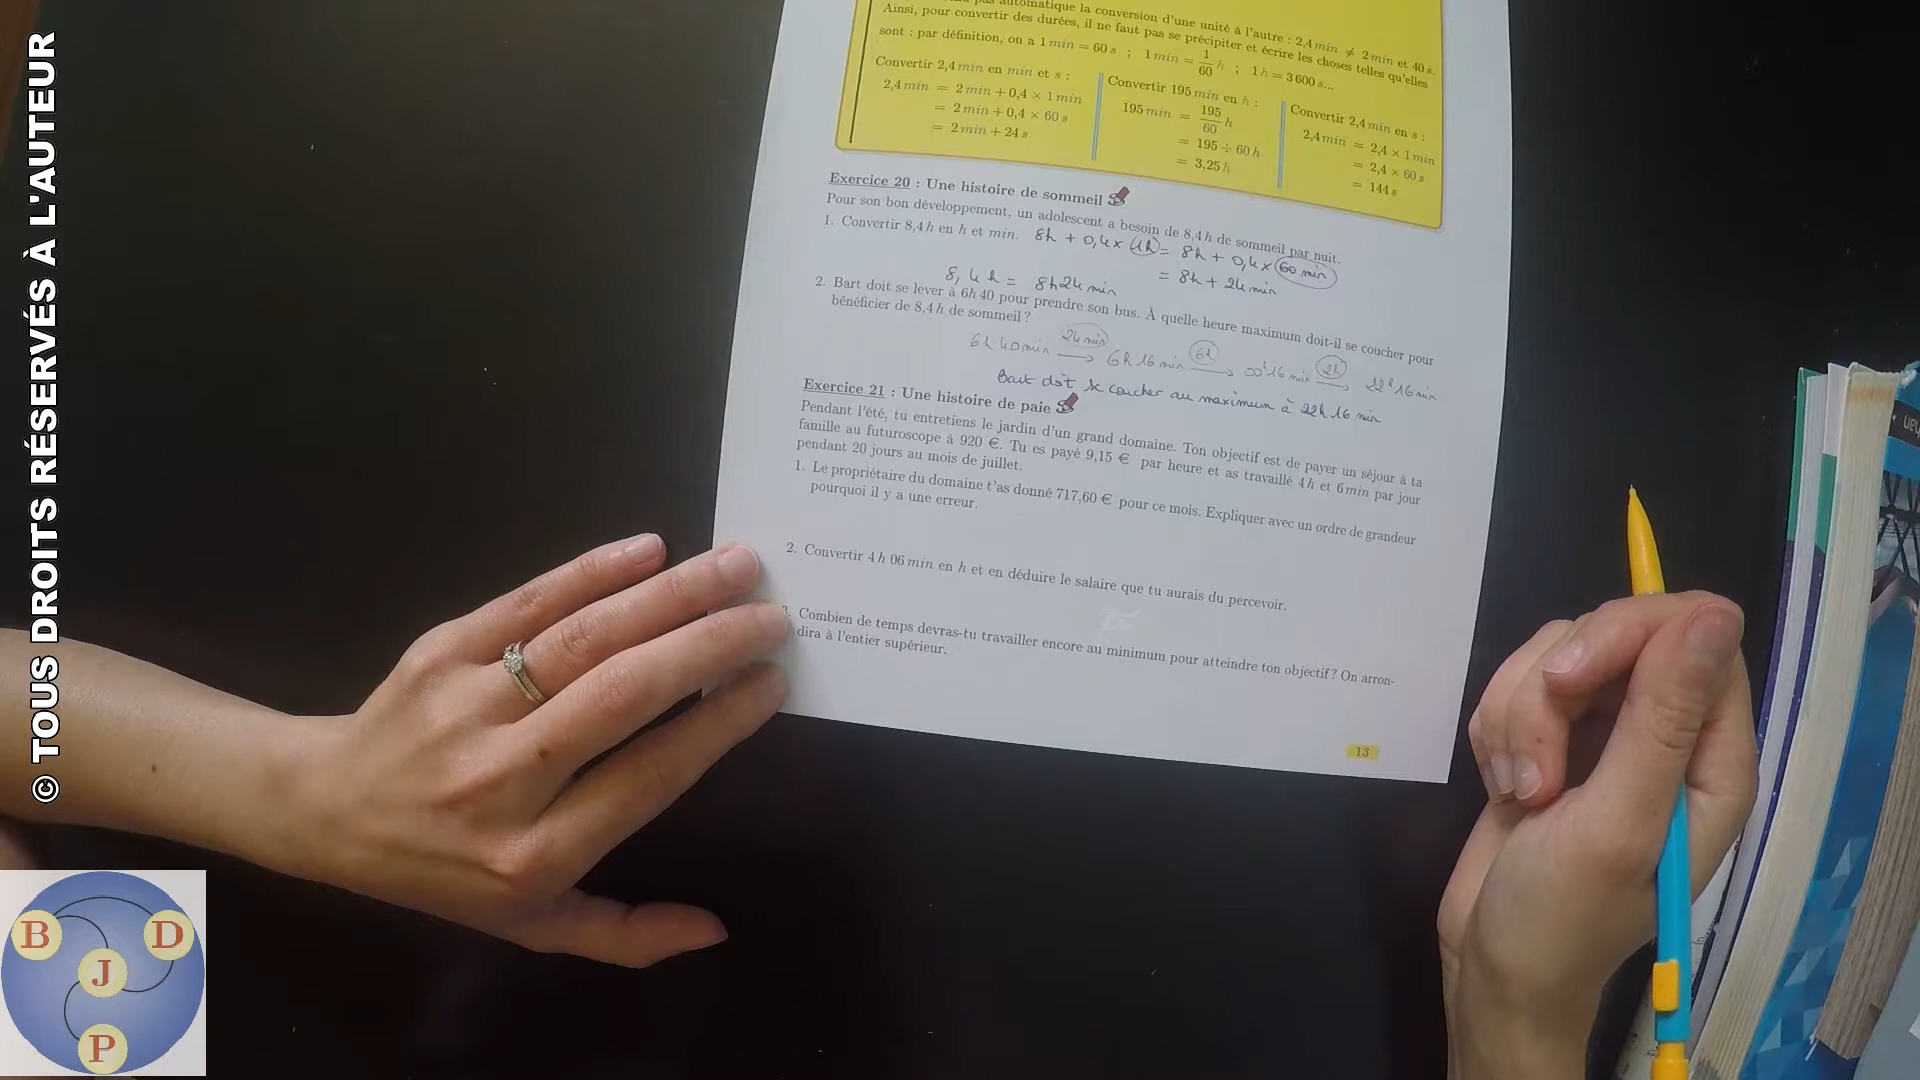 © TOUS DROITS RÉSERVÉS À L'AUTEUR
automatique la conversion d'une unité à l'autre : 2,4 min ≠ 2 min et 40 s.
Ainsi, pour convertir des durées, il ne faut pas se précipiter et écrire les choses telles qu'elles
sont : par définition, on a 1 min = 60 s ; 1 min = 1/60 h ; 1 h = 3 600 s...
Convertir 2,4 min en min et s :
2,4 min = 2 min + 0,4 × 1 min
= 2 min + 0,4 × 60 s
= 2 min + 24 s
Convertir 195 min en h :
195 min = 195/60 h
= 195 ÷ 60 h
= 3,25 h
Convertir 2,4 min en s :
2,4 min = 2,4 × 1 min
= 2,4 × 60 s
= 144 s
Exercice 20 : Une histoire de sommeil
Pour son bon développement, un adolescent a besoin de 8,4 h de sommeil par nuit.
1. Convertir 8,4 h en h et min. 8h + 0,4 × (1h) = 8h + 0,4 × 60 min
= 8h + 24 min
8,4 h = 8h24 min
2. Bart doit se lever à 6h 40 pour prendre son bus. À quelle heure maximum doit-il se coucher pour
bénéficier de 8,4 h de sommeil ?
24 min 6h 2h
6h 40 min → 6h 16 min → 00h 16 min → 22h 16 min
Bart doit se coucher au maximum à 22h 16 min
Exercice 21 : Une histoire de paie
Pendant l'été, tu entretiens le jardin d'un grand domaine. Ton objectif est de payer un séjour à ta
famille au futuroscope à 920 €. Tu es payé 9,15 € par heure et as travaillé 4 h et 6 min par jour
pendant 20 jours au mois de juillet.
1. Le propriétaire du domaine t'as donné 717,60 € pour ce mois. Expliquer avec un ordre de grandeur
pourquoi il y a une erreur.
2. Convertir 4 h 06 min en h et en déduire le salaire que tu aurais du percevoir.
Combien de temps devras-tu travailler encore au minimum pour atteindre ton objectif ? On arron-
dira à l'entier supérieur.
13
B D
J
P